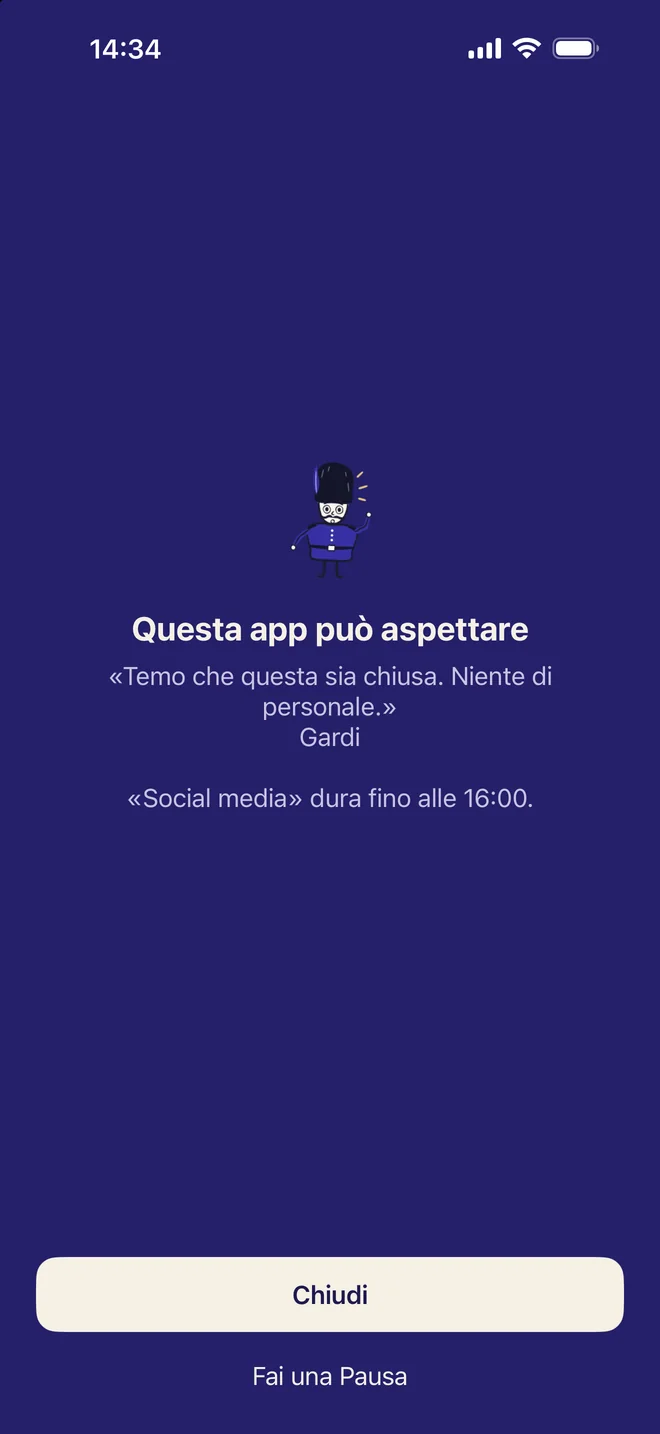 14:34
Questa app può aspettare
«Temo che questa sia chiusa. Niente di
personale.»
Gardi
«Social media» dura fino alle 16:00.
Chiudi
Fai una Pausa